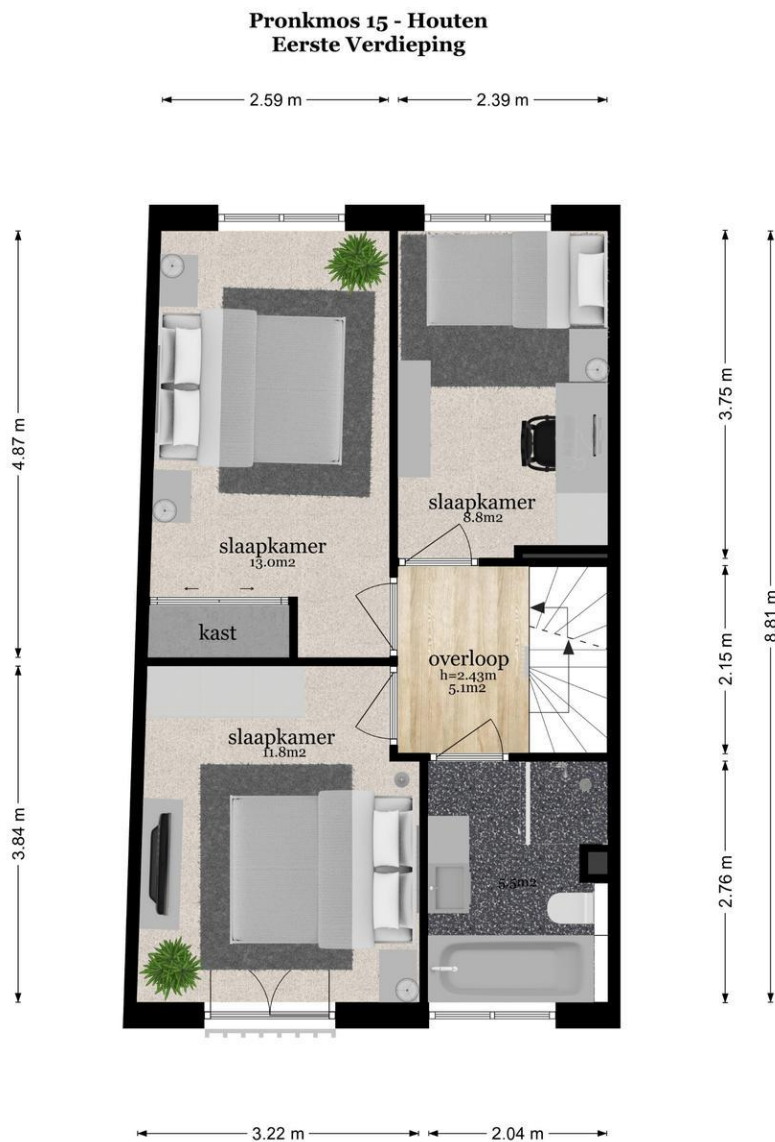 Pronkmos 15 - Houten
Eerste Verdieping
2.59 m
2.39 m
4.87 m
3.75 m
8.81 m
slaapkamer
8.8m2
slaapkamer
13.0m2
kast
overloop
h=2.43m
5.1m2
2.15 m
slaapkamer
11.8m2
3.84 m
5.5m2
2.76 m
3.22 m
2.04 m